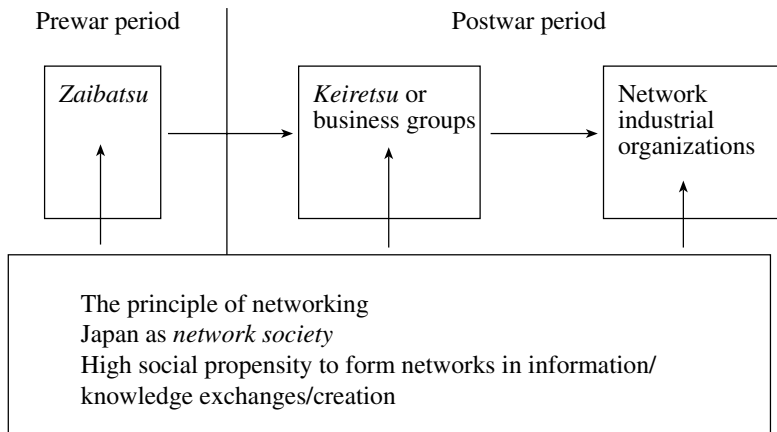 Prewar period
Postwar period
Zaibatsu
Keiretsu or
business groups
Network
industrial
organizations
The principle of networking
Japan as network society
High social propensity to form networks in information/
knowledge exchanges/creation